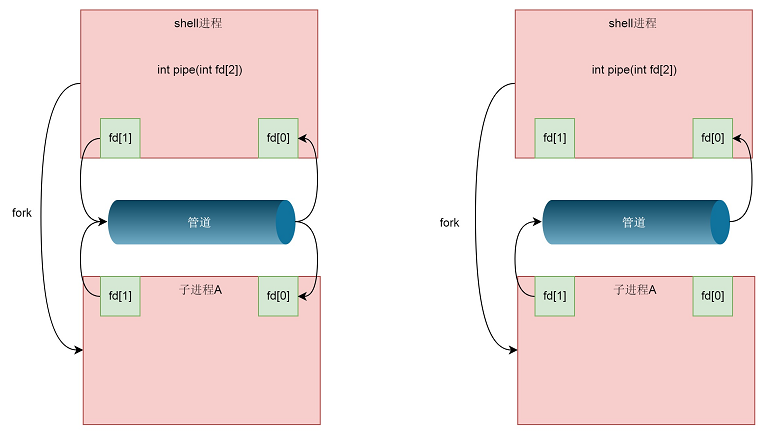 shell进程
int pipe(int fd[2])
fd[1]
fd[0]
fork
管道
子进程A
fd[1]
fd[0]
shell进程
int pipe(int fd[2])
fd[1]
fd[0]
fork
管道
子进程A
fd[1]
fd[0]